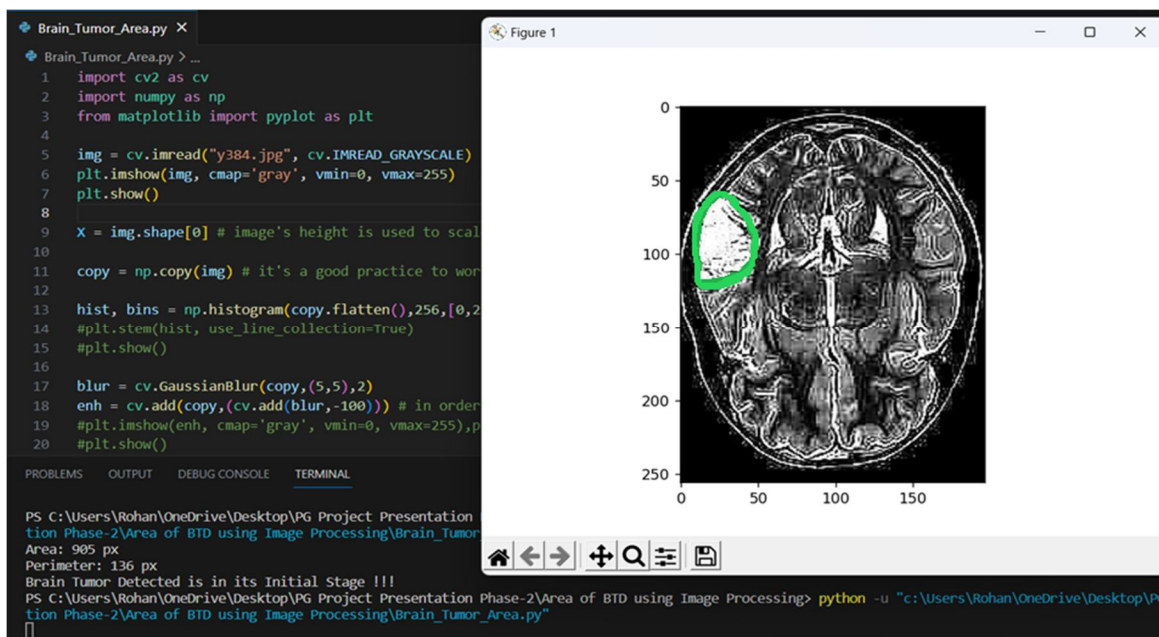 Brain_Tumor_Area.py X
Brain_Tumor_Area.py > ...
1 import cv2 as cv
2 import numpy as np
3 from matplotlib import pyplot as plt
4
5 img = cv.imread("y384.jpg", cv.IMREAD_GRAYSCALE)
6 plt.imshow(img, cmap='gray', vmin=0, vmax=255)
7 plt.show()
8
9 X = img.shape[0] # image's height is used to scal
10
11 copy = np.copy(img) # it's a good practice to wor
12
13 hist, bins = np.histogram(copy.flatten(),256,[0,2
14 #plt.stem(hist, use_line_collection=True)
15 #plt.show()
16
17 blur = cv.GaussianBlur(copy,(5,5),2)
18 enh = cv.add(copy,(cv.add(blur,-100))) # in order
19 #plt.imshow(enh, cmap='gray', vmin=0, vmax=255),p
20 #plt.show()
Figure 1
0
50
100
150
200
250
0 50 100 150
PROBLEMS OUTPUT DEBUG CONSOLE TERMINAL
PS C:\Users\Rohan\OneDrive\Desktop\PG Project Presentation
tion Phase-2\Area of BTD using Image Processing\Brain_Tumor
Area: 905 px
Perimeter: 136 px
Brain Tumor Detected is in its Initial Stage !!!
PS C:\Users\Rohan\OneDrive\Desktop\PG Project Presentation Phase-2\Area of BTD using Image Processing> python -u "c:\Users\Rohan\OneDrive\Desktop\P
tion Phase-2\Area of BTD using Image Processing\Brain_Tumor_Area.py"